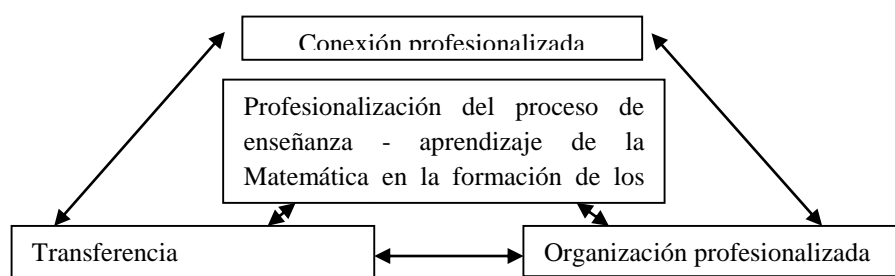 Conexión profesionalizada
Profesionalización del proceso de
enseñanza - aprendizaje de la
Matemática en la formación de los
Transferencia
Organización profesionalizada